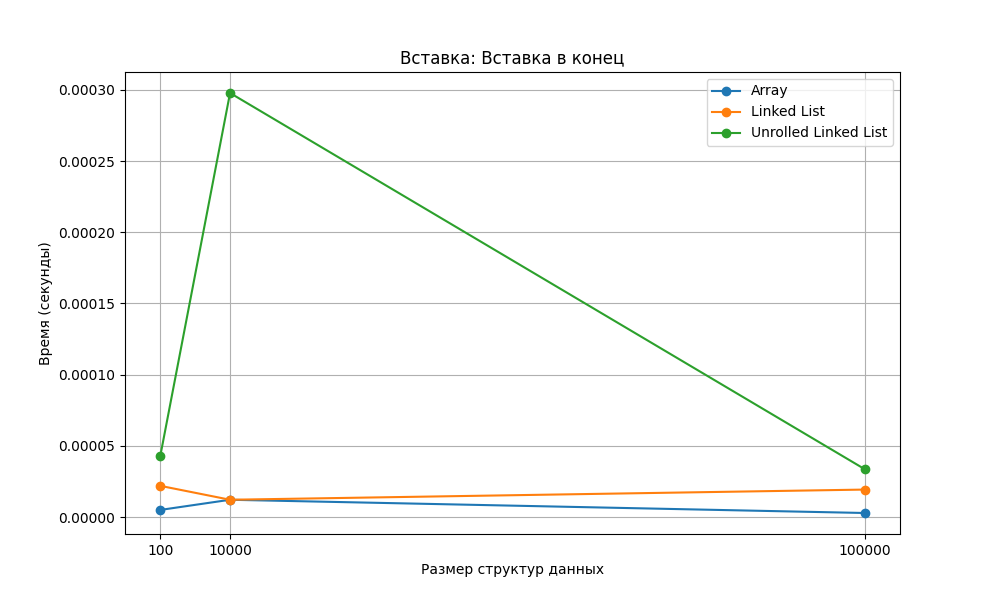 Вставка: Вставка в конец
Array
Linked List
Unrolled Linked List
0.00030
0.00025
0.00020
0.00015
0.00010
0.00005
0.00000
Время (секунды)
100 10000 100000
Размер структур данных